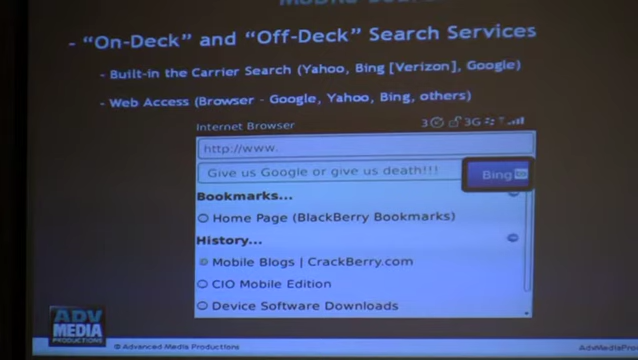 - “On-Deck” and “Off-Deck” Search Services
- Built-in the Carrier Search (Yahoo, Bing [Verizon], Google)
- Web Access (Browser - Google, Yahoo, Bing, others)
Internet Browser 3 3G
http://www.
Give us Google or give us death!!! Bing
Bookmarks...
Home Page (BlackBerry Bookmarks)
History...
Mobile Blogs | CrackBerry.com
CIO Mobile Edition
Device Software Downloads
ADV
MEDIA
PRODUCTIONS
© Advanced Media Productions AdvMediaPro